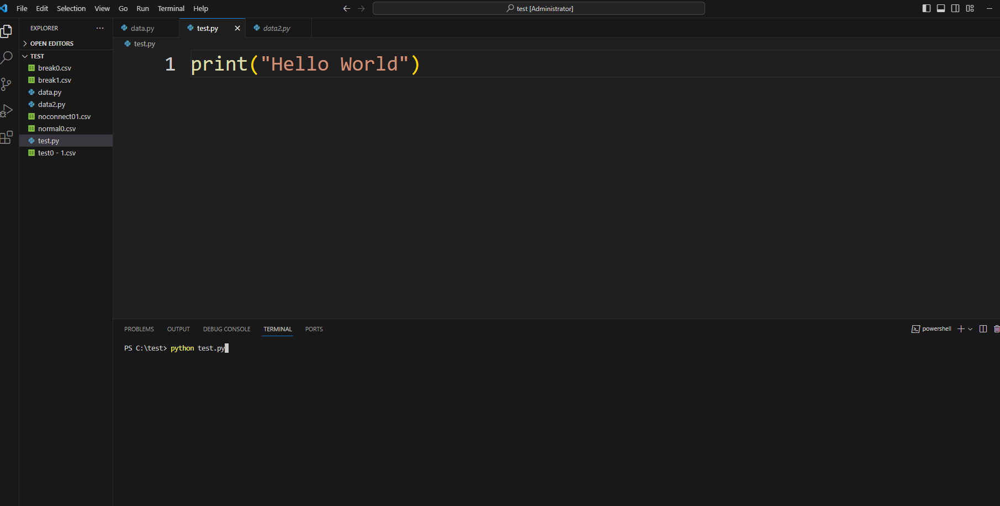 File Edit Selection View Go Run Terminal Help
test [Administrator]
EXPLORER
OPEN EDITORS
TEST
break0.csv
break1.csv
data.py
data2.py
noconnect01.csv
normal0.csv
test.py
test0 - 1.csv
data.py test.py data2.py
test.py
1 print("Hello World")
PROBLEMS OUTPUT DEBUG CONSOLE TERMINAL PORTS
powershell
PS C:\test> python test.py